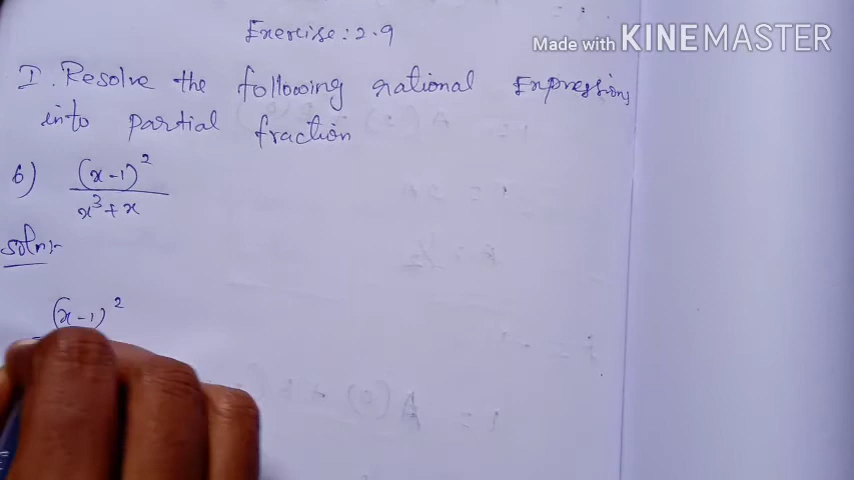 Exercise: 2.9
Made with KINEMASTER
I. Resolve the following rational Expressions
into partial fraction
6) (x-1)²
x³+x
Soln:-
(x-1)²